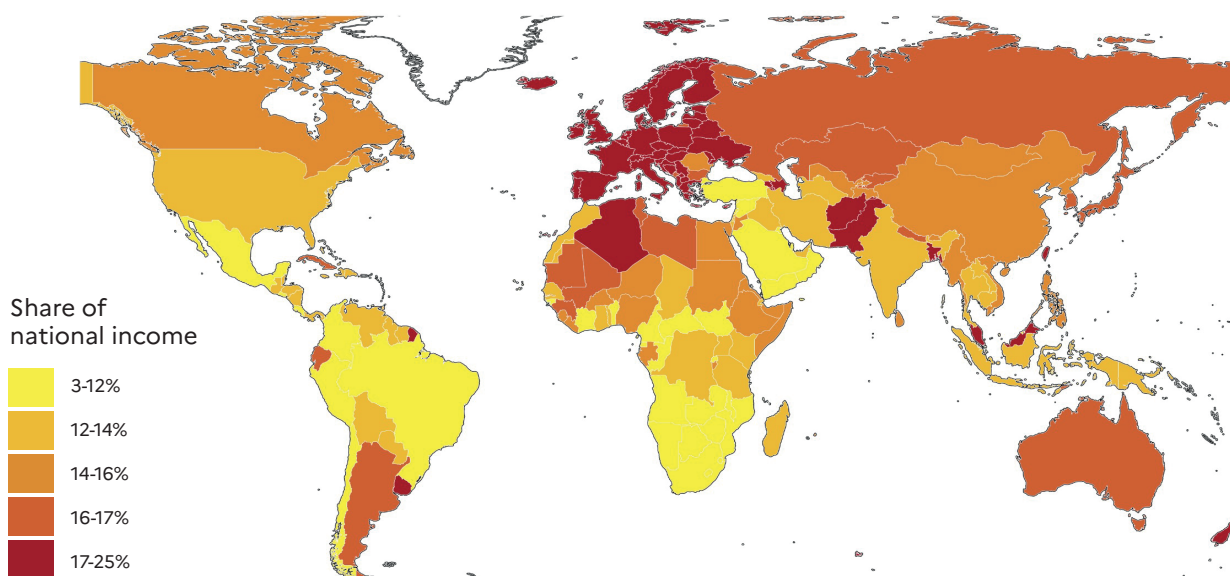 Share of
national income
3-12%
12-14%
14-16%
16-17%
17-25%